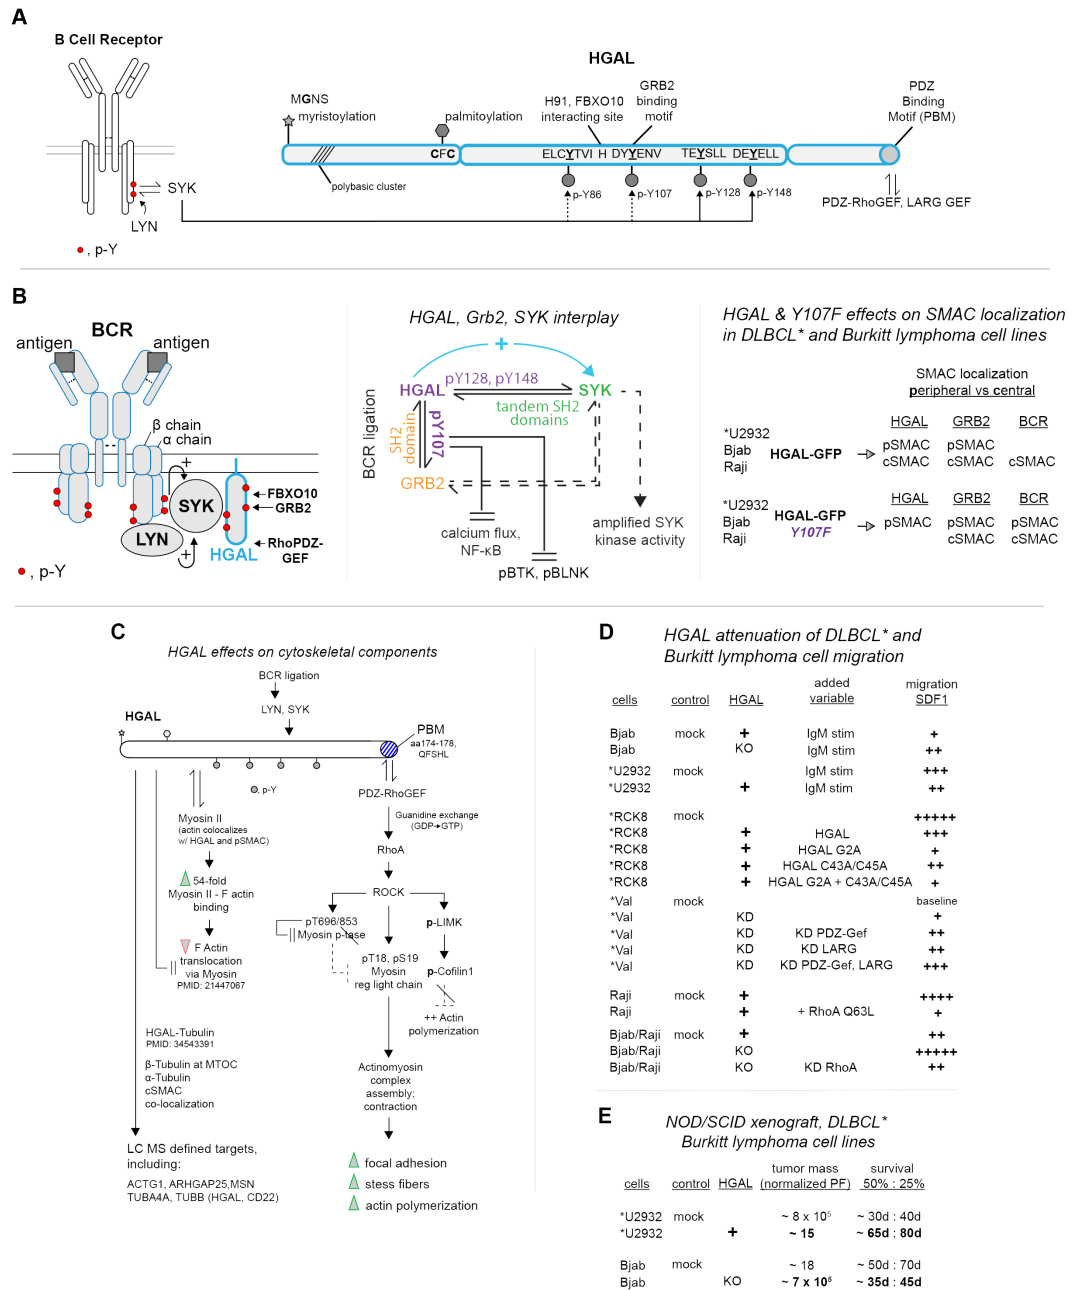 A
B Cell Receptor
HGAL
MGNS
myristoylation
palmitoylation
H91, FBXO10
interacting site
GRB2
binding
motif
PDZ
Binding
Motif (PBM)
CFC
ELCYTVI H DYYENV TEYSLL DEYELL
polybasic cluster
p-Y86
p-Y107
p-Y128
p-Y148
PDZ-RhoGEF, LARG GEF
SYK
LYN
, p-Y
B
BCR
antigen
antigen
β chain
α chain
+
SYK
LYN
+
FBXO10
GRB2
HGAL
RhoPDZ-
GEF
, p-Y
HGAL, Grb2, SYK interplay
+
BCR ligation
HGAL
pY128, pY148
SYK
tandem SH2
domains
SH2
domain
pY107
GRB2
calcium flux,
NF-κB
pBTK, pBLNK
amplified SYK
kinase activity
HGAL & Y107F effects on SMAC localization
in DLBCL* and Burkitt lymphoma cell lines
SMAC localization
peripheral vs central
HGAL GRB2 BCR
*U2932
Bjab
Raji
HGAL-GFP
pSMAC pSMAC
cSMAC cSMAC cSMAC
HGAL GRB2 BCR
*U2932
Bjab
Raji
HGAL-GFP
Y107F
pSMAC pSMAC pSMAC
cSMAC cSMAC
C
HGAL effects on cytoskeletal components
BCR ligation
LYN, SYK
HGAL
PBM
aa174-178,
QFSHL
, p-Y
Myosin II
(actin colocalizes
w/ HGAL and pSMAC)
54-fold
Myosin II - F actin
binding
F Actin
translocation
via Myosin
PMID: 21447067
HGAL-Tubulin
PMID: 34543391
β-Tubulin at MTOC
α-Tubulin
cSMAC
co-localization
LC MS defined targets,
including:
ACTG1, ARHGAP25,MSN
TUBA4A, TUBB (HGAL, CD22)
PDZ-RhoGEF
Guanidine exchange
(GDP→GTP)
RhoA
ROCK
pT696/853
Myosin p-tase
p-LIMK
pT18, pS19
Myosin
reg light chain
p-Cofilin1
++ Actin
polymerization
Actinomyosin
complex
assembly;
contraction
focal adhesion
stess fibers
actin polymerization
D
HGAL attenuation of DLBCL* and
Burkitt lymphoma cell migration
cells control HGAL added variable migration SDF1
Bjab mock + IgM stim +
Bjab KO IgM stim ++
*U2932 mock IgM stim +++
*U2932 + IgM stim ++
*RCK8 mock +++++
*RCK8 + HGAL +++
*RCK8 + HGAL G2A +
*RCK8 + HGAL C43A/C45A ++
*RCK8 + HGAL G2A + C43A/C45A +
*Val mock baseline
*Val KD +
*Val KD KD PDZ-Gef ++
*Val KD KD LARG ++
*Val KD KD PDZ-Gef, LARG +++
Raji mock + ++++
Raji + + RhoA Q63L +
Bjab/Raji mock + ++
Bjab/Raji KO +++++
Bjab/Raji KO KD RhoA ++
E
NOD/SCID xenograft, DLBCL*
Burkitt lymphoma cell lines
cells control HGAL tumor mass (normalized PF) survival 50% : 25%
*U2932 mock ~ 8 x 10⁵ ~ 30d : 40d
*U2932 + ~ 15 ~ 65d : 80d
Bjab mock ~ 18 ~ 50d : 70d
Bjab KO ~ 7 x 10⁶ ~ 35d : 45d